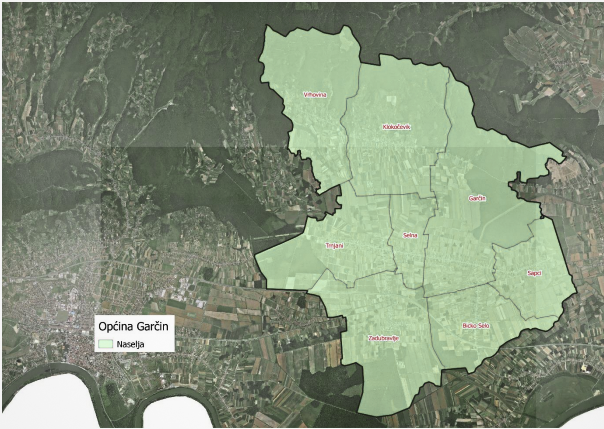 Vrhovina
Klokočevik
Garčin
Selna
Trnjani
Sapci
Zadubravlje
Bicko Selo
Općina Garčin
Naselja